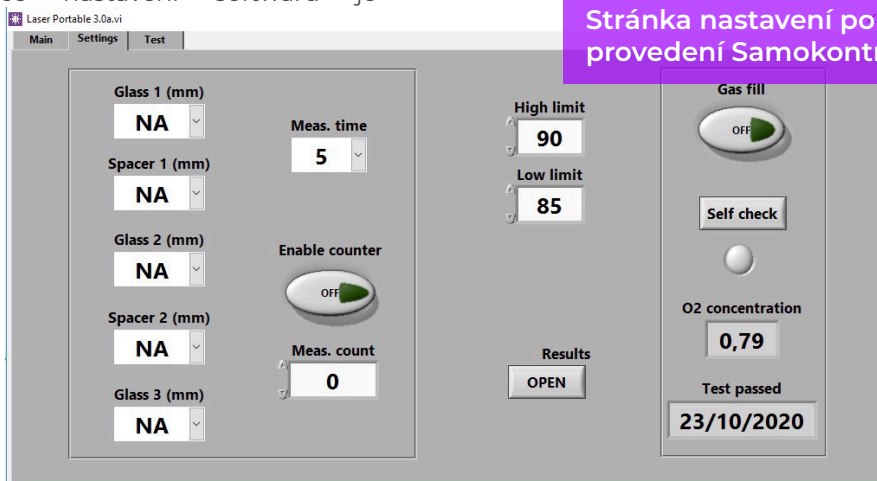 nastavení softwaru je
Laser Portable 3.0a.vi
Stránka nastavení po
provedení Samokontr
Main Settings Test
Glass 1 (mm)
NA
Spacer 1 (mm)
NA
Glass 2 (mm)
NA
Spacer 2 (mm)
NA
Glass 3 (mm)
NA
Meas. time
5
Enable counter
OFF
Meas. count
0
High limit
90
Low limit
85
Results
OPEN
Gas fill
OFF
Self check
O2 concentration
0,79
Test passed
23/10/2020